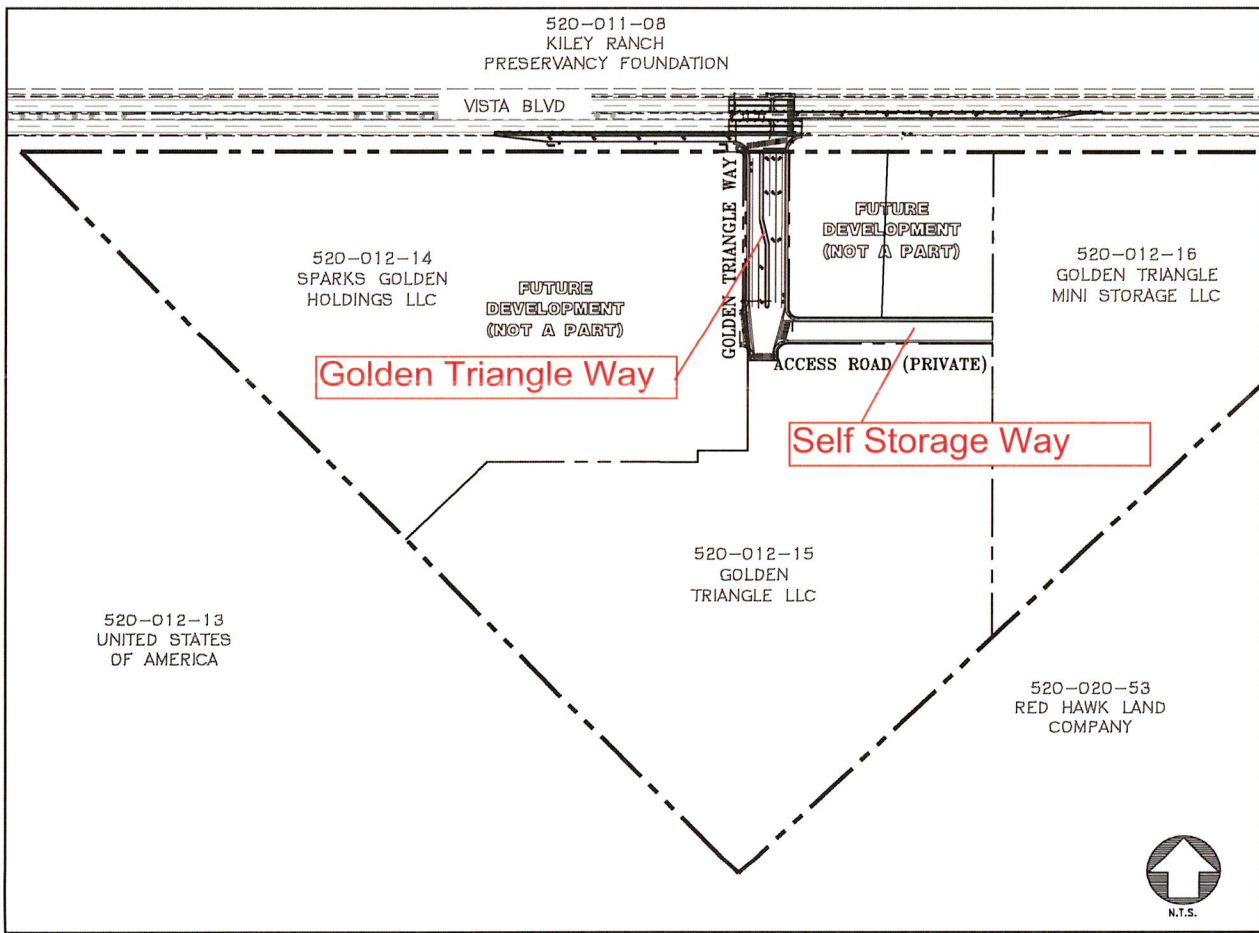 520-011-08
KILEY RANCH
PRESERVANCY FOUNDATION
VISTA BLVD
GOLDEN TRIANGLE WAY
FUTURE
DEVELOPMENT
(NOT A PART)
520-012-14
SPARKS GOLDEN
HOLDINGS LLC
FUTURE
DEVELOPMENT
(NOT A PART)
520-012-16
GOLDEN TRIANGLE
MINI STORAGE LLC
Golden Triangle Way
ACCESS ROAD (PRIVATE)
Self Storage Way
520-012-15
GOLDEN
TRIANGLE LLC
520-012-13
UNITED STATES
OF AMERICA
520-020-53
RED HAWK LAND
COMPANY
N.T.S.